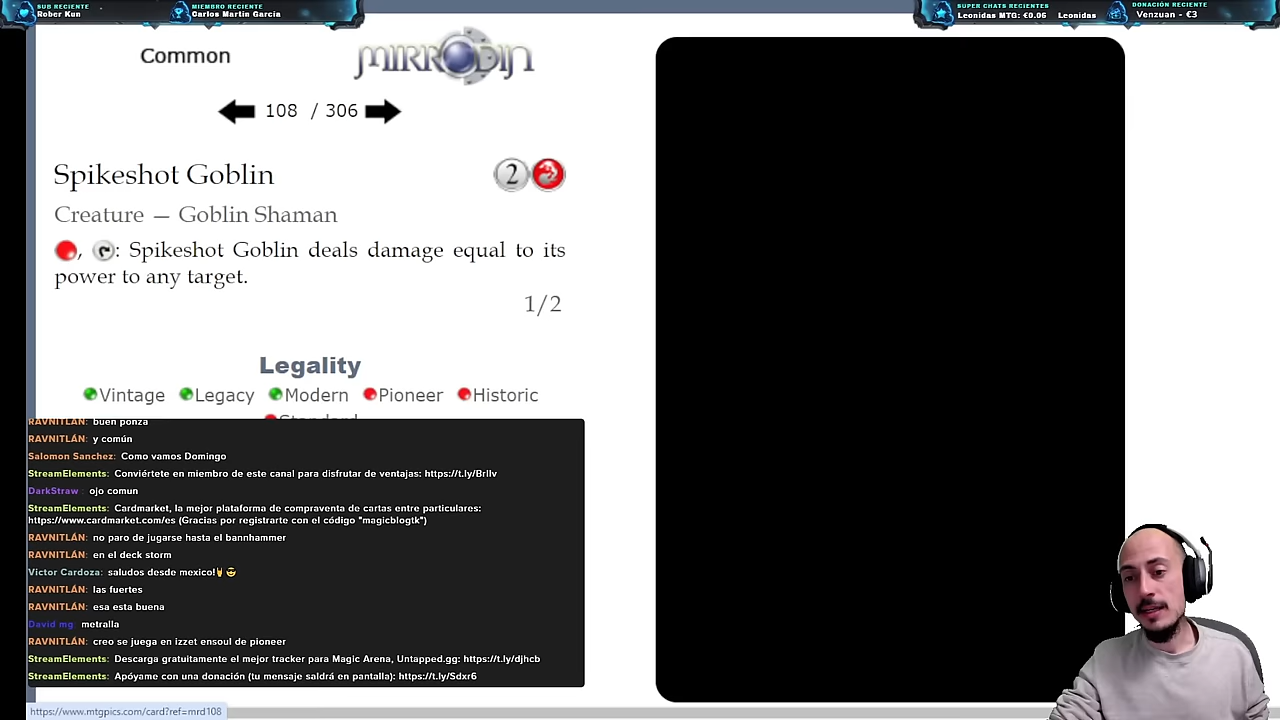 SUB RECIENTE
Rober Kun
MIEMBRO RECIENTE
Carlos Martin Garcia
SUPER CHATS RECIENTES
Leonidas MTG: €0.06 Leonidas
DONACIÓN RECIENTE
Venzuan - €3
Common
MIRRODIN
108 / 306
Spikeshot Goblin
2
Creature — Goblin Shaman
, : Spikeshot Goblin deals damage equal to its
power to any target.
1/2
Legality
Vintage Legacy Modern Pioneer Historic
Standard
RAVNITLÁN: buen ponza
RAVNITLÁN: y común
Salomon Sanchez: Como vamos Domingo
StreamElements: Conviértete en miembro de este canal para disfrutar de ventajas: https://t.ly/Brllv
DarkStraw : ojo comun
StreamElements: Cardmarket, la mejor plataforma de compraventa de cartas entre particulares:
https://www.cardmarket.com/es (Gracias por registrarte con el código "magicblogtk")
RAVNITLÁN: no paro de jugarse hasta el bannhammer
RAVNITLÁN: en el deck storm
Victor Cardoza: saludos desde mexico!🤘😎
RAVNITLÁN: las fuertes
RAVNITLÁN: esa esta buena
David mg: metralla
RAVNITLÁN: creo se juega en izzet ensoul de pioneer
StreamElements: Descarga gratuitamente el mejor tracker para Magic Arena, Untapped.gg: https://t.ly/djhcb
StreamElements: Apóyame con una donación (tu mensaje saldrá en pantalla): https://t.ly/Sdxr6
https://www.mtgpics.com/card?ref=mrd108